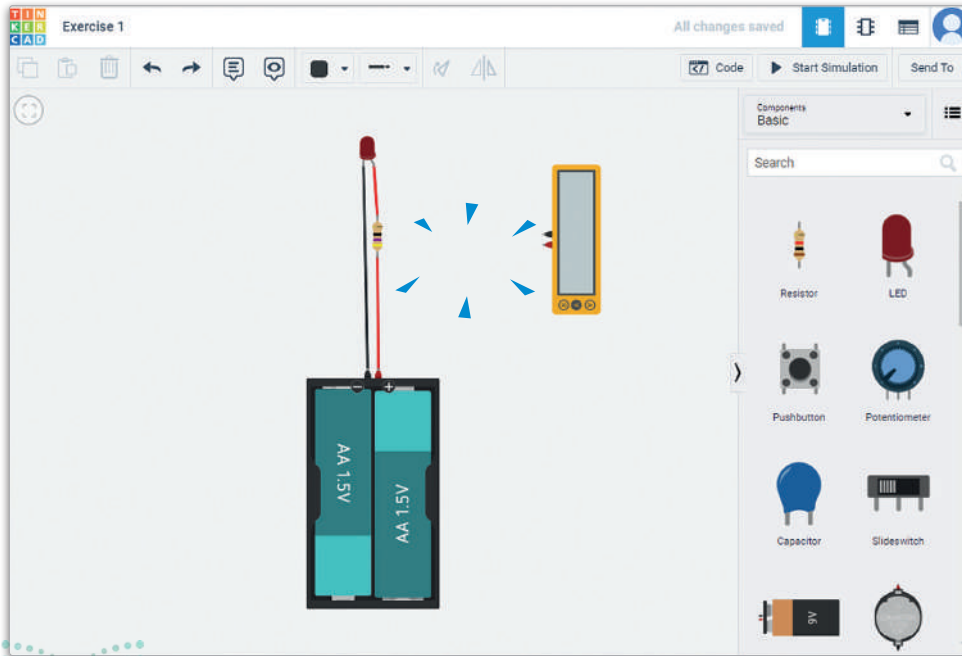 TIN
KER
CAD
Exercise 1
All changes saved
Code
Start Simulation
Send To
Components
Basic
Search
Resistor
LED
Pushbutton
Potentiometer
Capacitor
Slideswitch
9V
AA 1.5V
AA 1.5V